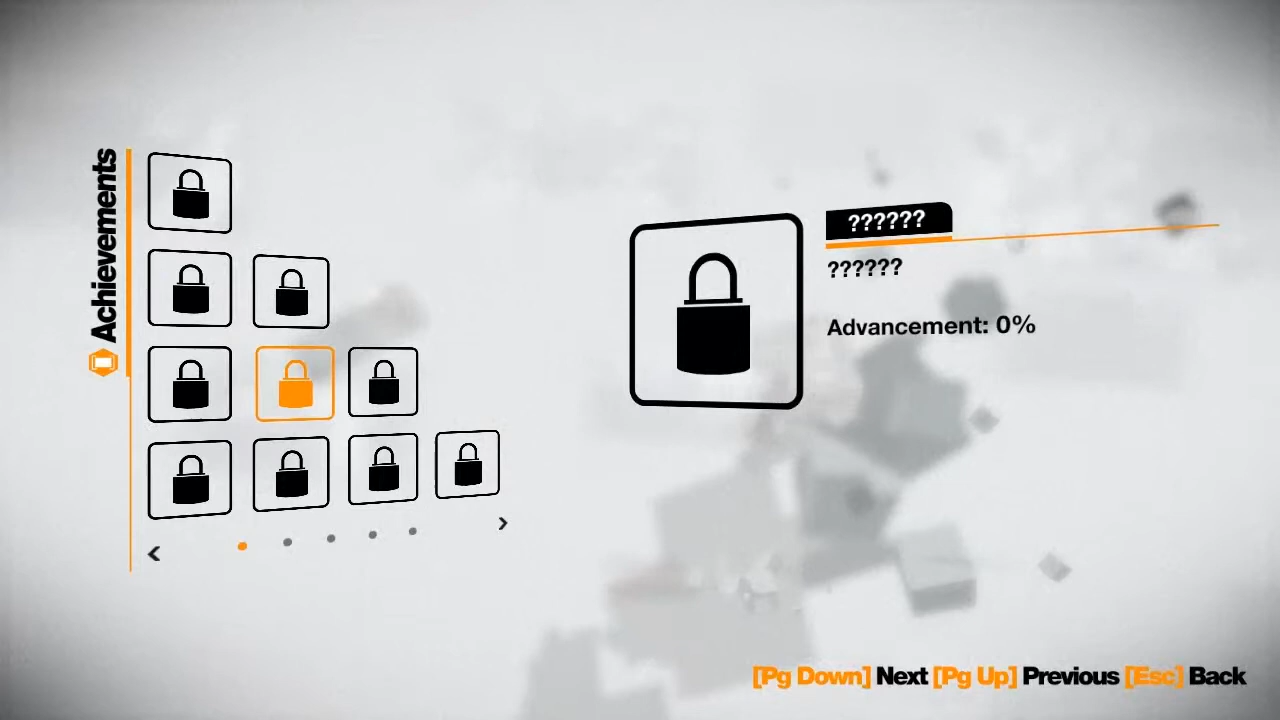 Achievements
??????
??????
Advancement: 0%
[Pg Down] Next [Pg Up] Previous [Esc] Back